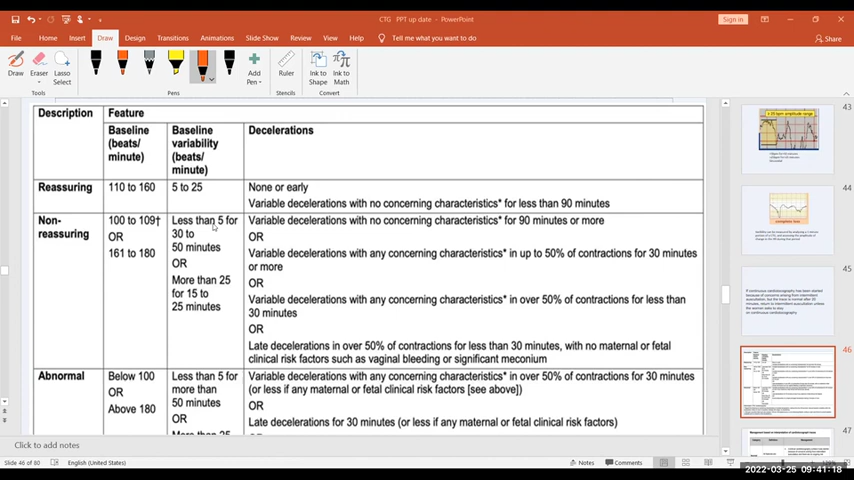 CTG PPT up date - PowerPoint
Sign in
File Home Insert Draw Design Transitions Animations Slide Show Review View Help Tell me what you want to do Share
Draw Eraser Lasso Select Add Pen Ruler Ink to Shape Ink to Math
Tools Pens Stencils Convert
Description Feature
Baseline (beats/ minute)
Baseline variability (beats/ minute)
Decelerations
Reassuring
110 to 160
5 to 25
None or early
Variable decelerations with no concerning characteristics* for less than 90 minutes
Non-
reassuring
100 to 109†
OR
161 to 180
Less than 5 for
30 to
50 minutes
OR
More than 25
for 15 to
25 minutes
Variable decelerations with no concerning characteristics* for 90 minutes or more
OR
Variable decelerations with any concerning characteristics* in up to 50% of contractions for 30 minutes
or more
OR
Variable decelerations with any concerning characteristics* in over 50% of contractions for less than
30 minutes
OR
Late decelerations in over 50% of contractions for less than 30 minutes, with no maternal or fetal
clinical risk factors such as vaginal bleeding or significant meconium
Abnormal
Below 100
OR
Above 180
Less than 5 for
more than
50 minutes
OR
More than 25
Variable decelerations with any concerning characteristics* in over 50% of contractions for 30 minutes
(or less if any maternal or fetal clinical risk factors [see above])
OR
Late decelerations for 30 minutes (or less if any maternal or fetal clinical risk factors)
OR
43
44
45
46
47
Click to add notes
Slide 46 of 80 English (United States) Notes Comments
2022-03-25 09:41:18